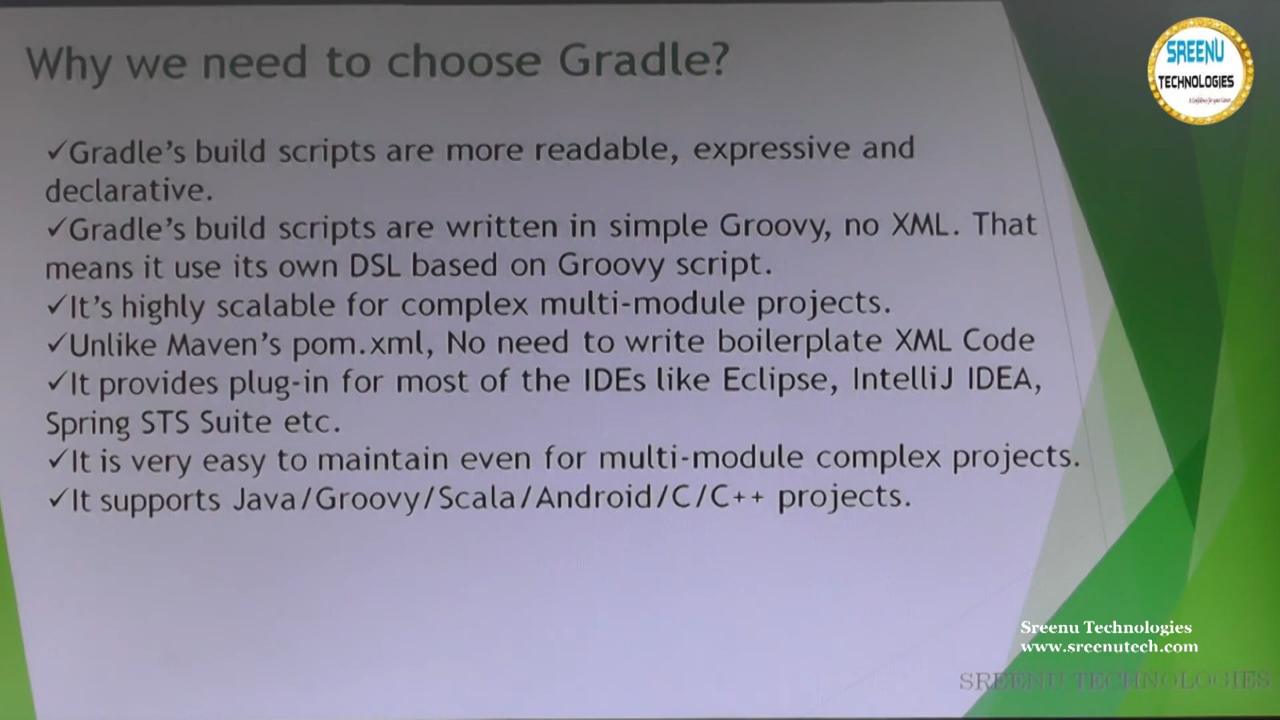 Why we need to choose Gradle?
SREENU
TECHNOLOGIES
✓Gradle’s build scripts are more readable, expressive and
declarative.
✓Gradle’s build scripts are written in simple Groovy, no XML. That
means it use its own DSL based on Groovy script.
✓It’s highly scalable for complex multi-module projects.
✓Unlike Maven’s pom.xml, No need to write boilerplate XML Code
✓It provides plug-in for most of the IDEs like Eclipse, IntelliJ IDEA,
Spring STS Suite etc.
✓It is very easy to maintain even for multi-module complex projects.
✓It supports Java/Groovy/Scala/Android/C/C++ projects.
Sreenu Technologies
www.sreenutech.com
SREENU TECHNOLOGIES